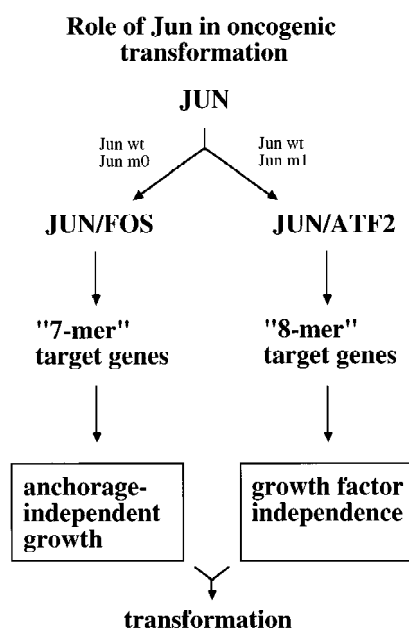 Role of Jun in oncogenic
transformation
JUN
Jun wt
Jun m0
Jun wt
Jun m1
JUN/FOS
JUN/ATF2
"7-mer"
target genes
"8-mer"
target genes
anchorage-
independent
growth
growth factor
independence
transformation